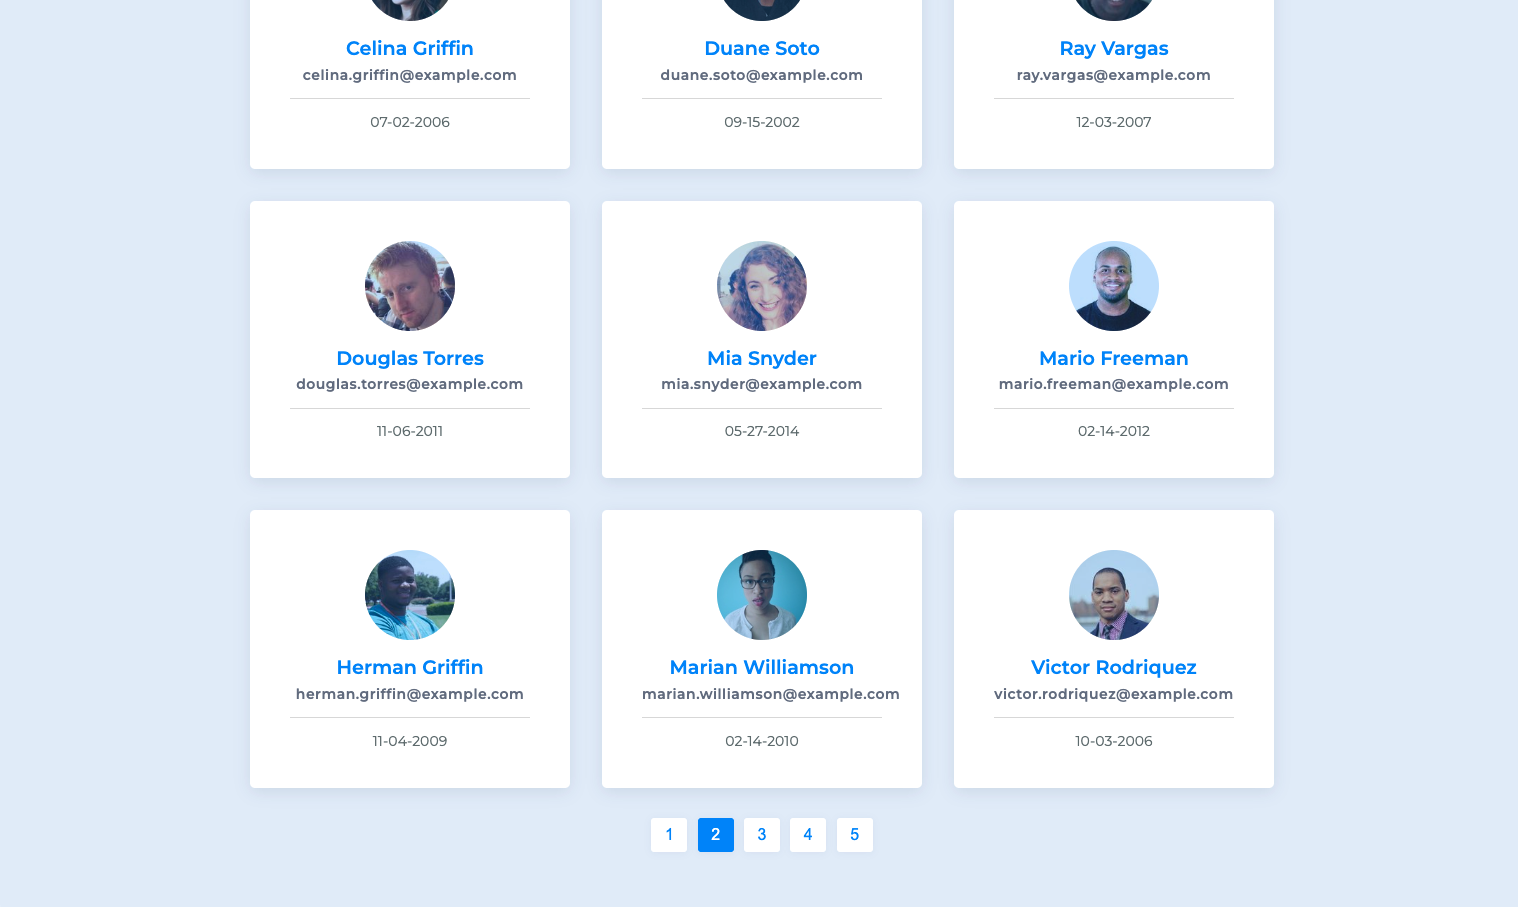 Celina Griffin
celina.griffin@example.com
07-02-2006
Duane Soto
duane.soto@example.com
09-15-2002
Ray Vargas
ray.vargas@example.com
12-03-2007
Douglas Torres
douglas.torres@example.com
11-06-2011
Mia Snyder
mia.snyder@example.com
05-27-2014
Mario Freeman
mario.freeman@example.com
02-14-2012
Herman Griffin
herman.griffin@example.com
11-04-2009
Marian Williamson
marian.williamson@example.com
02-14-2010
Victor Rodriquez
victor.rodriquez@example.com
10-03-2006
1 2 3 4 5